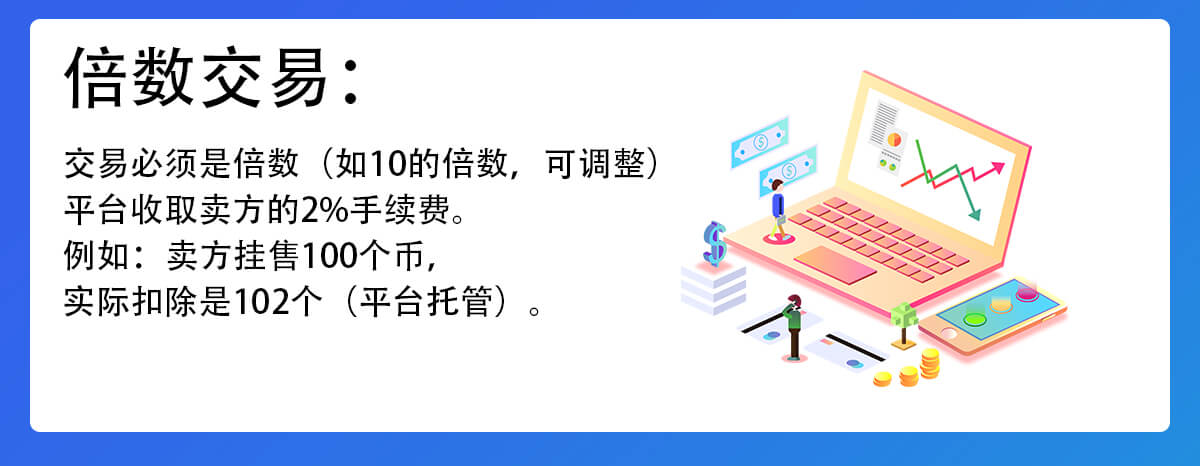 倍数交易：
交易必须是倍数（如10的倍数，可调整）
平台收取卖方的2%手续费。
例如：卖方挂售100个币，
实际扣除是102个（平台托管）。